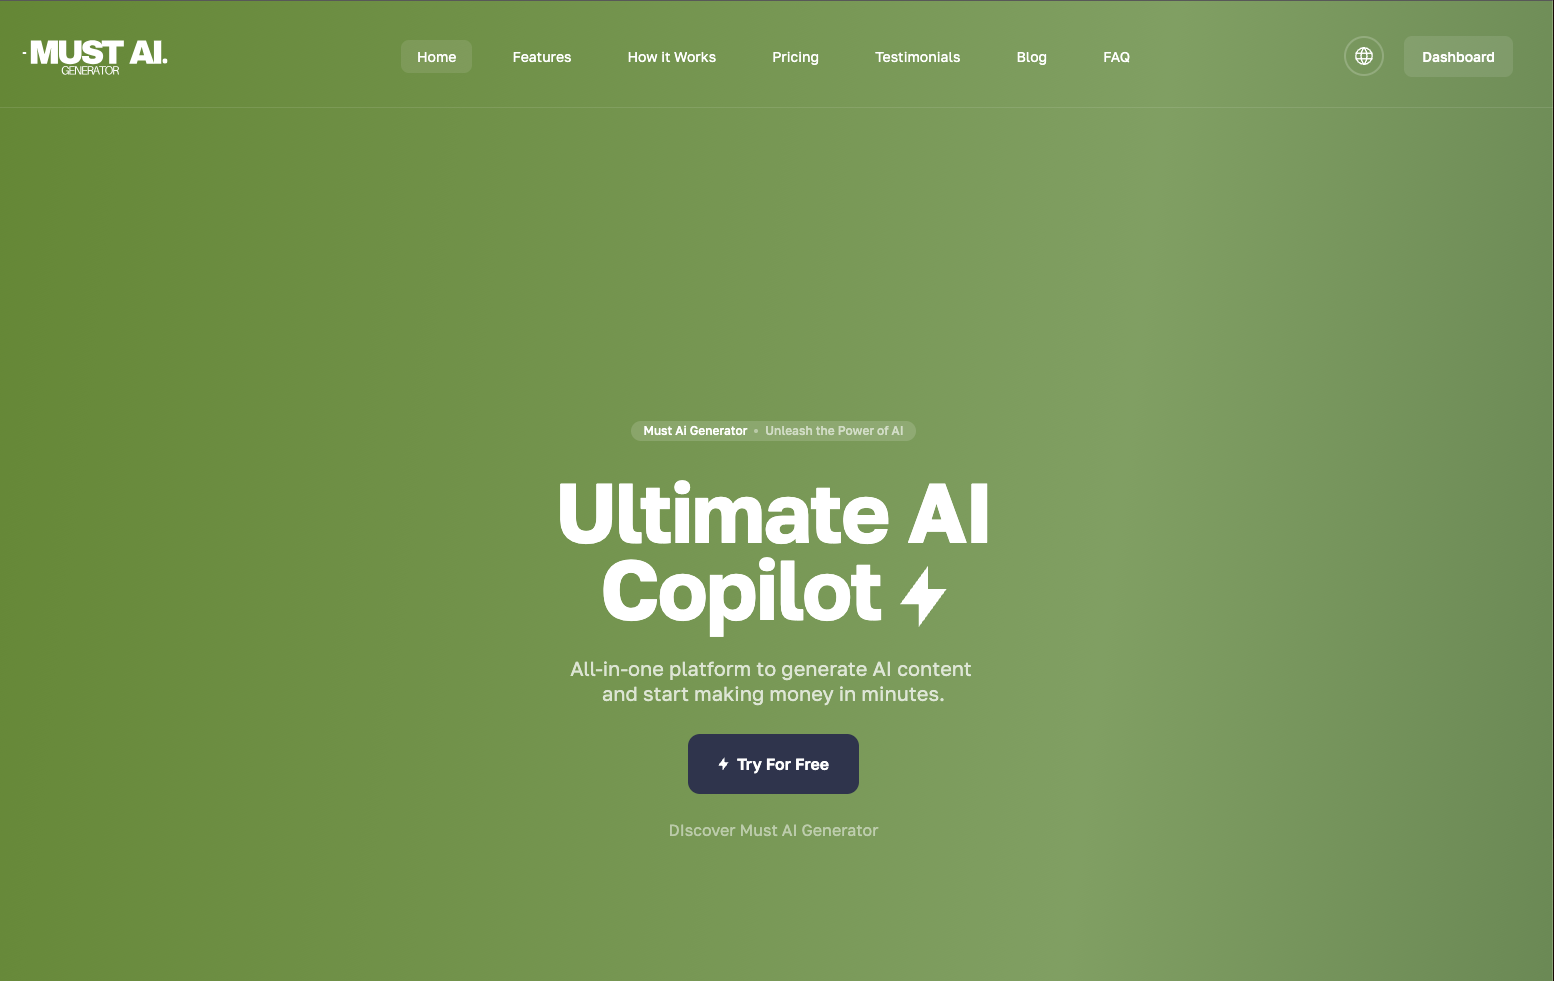 MUST AI.
GENERATOR
Home
Features
How it Works
Pricing
Testimonials
Blog
FAQ
Dashboard
Must Ai Generator • Unleash the Power of AI
Ultimate AI
Copilot
All-in-one platform to generate AI content
and start making money in minutes.
Try For Free
DIscover Must AI Generator